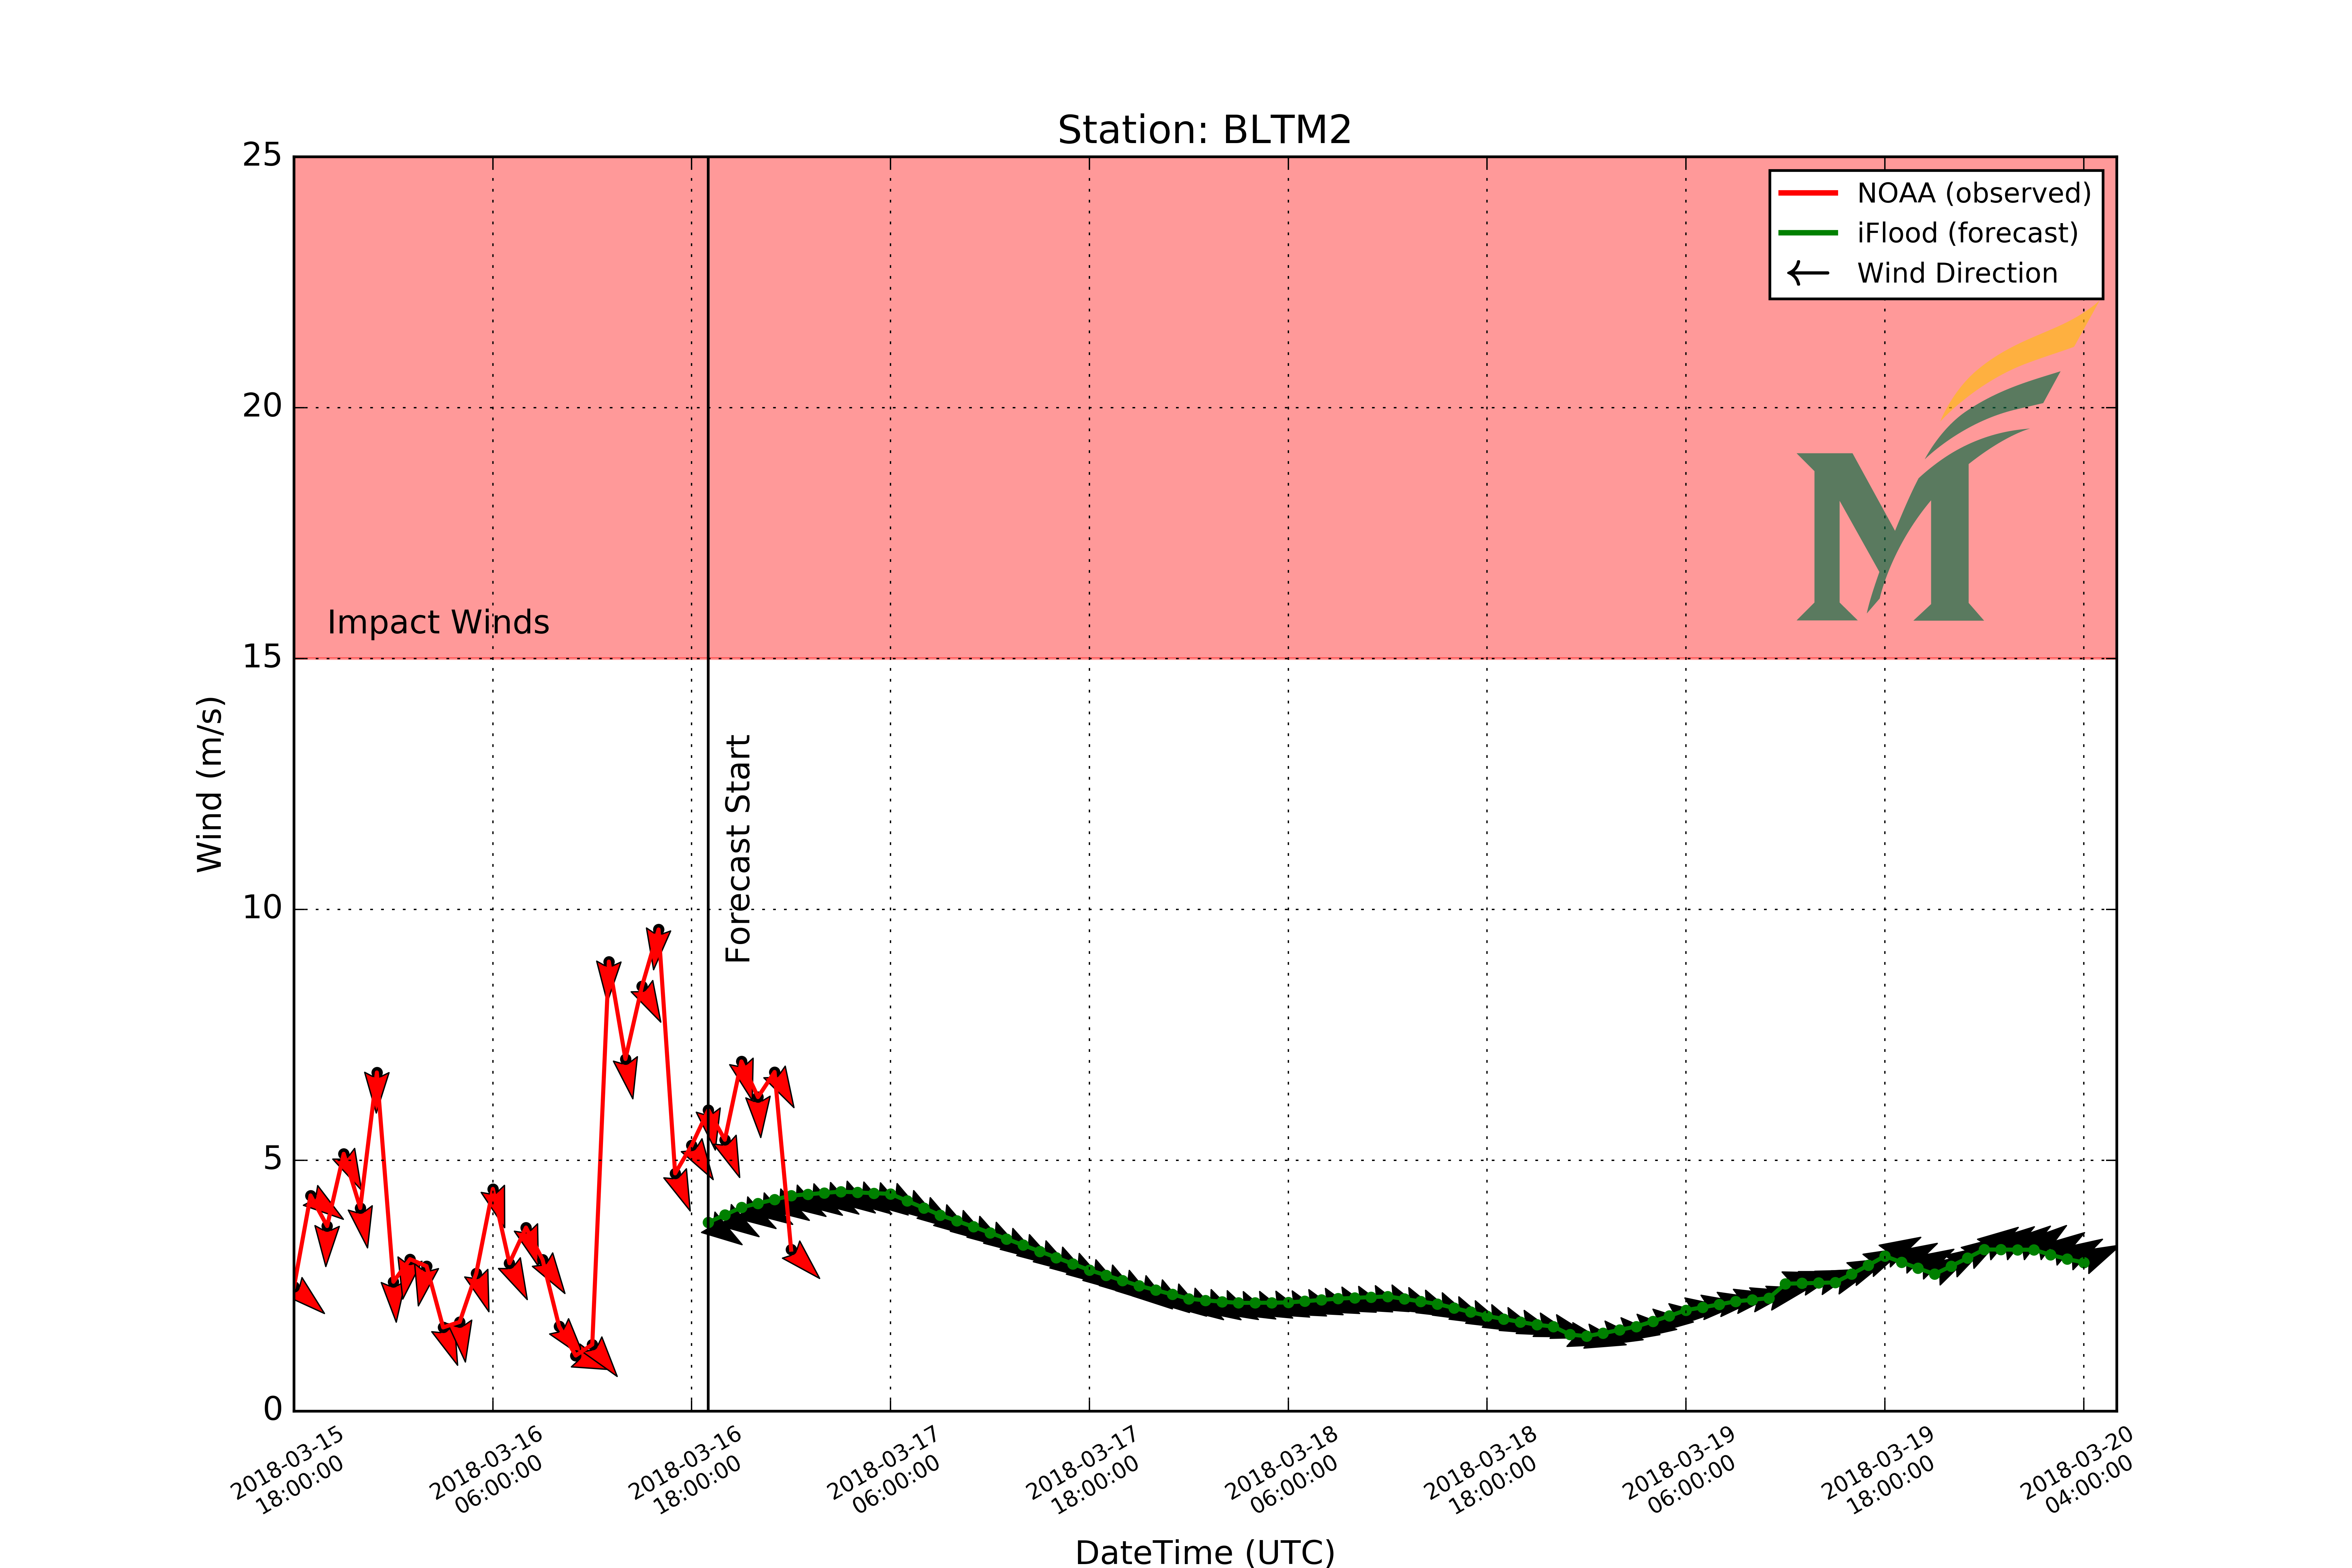 Station: BLTM2
25
NOAA (observed)
iFlood (forecast)
Wind Direction
20
M
Impact Winds
15
Wind (m/s)
Forecast Start
10
5
0
2018-03-15
18:00:00
2018-03-16
06:00:00
2018-03-16
18:00:00
2018-03-17
06:00:00
2018-03-17
18:00:00
2018-03-18
06:00:00
2018-03-18
18:00:00
2018-03-19
06:00:00
2018-03-19
18:00:00
2018-03-20
04:00:00
DateTime (UTC)